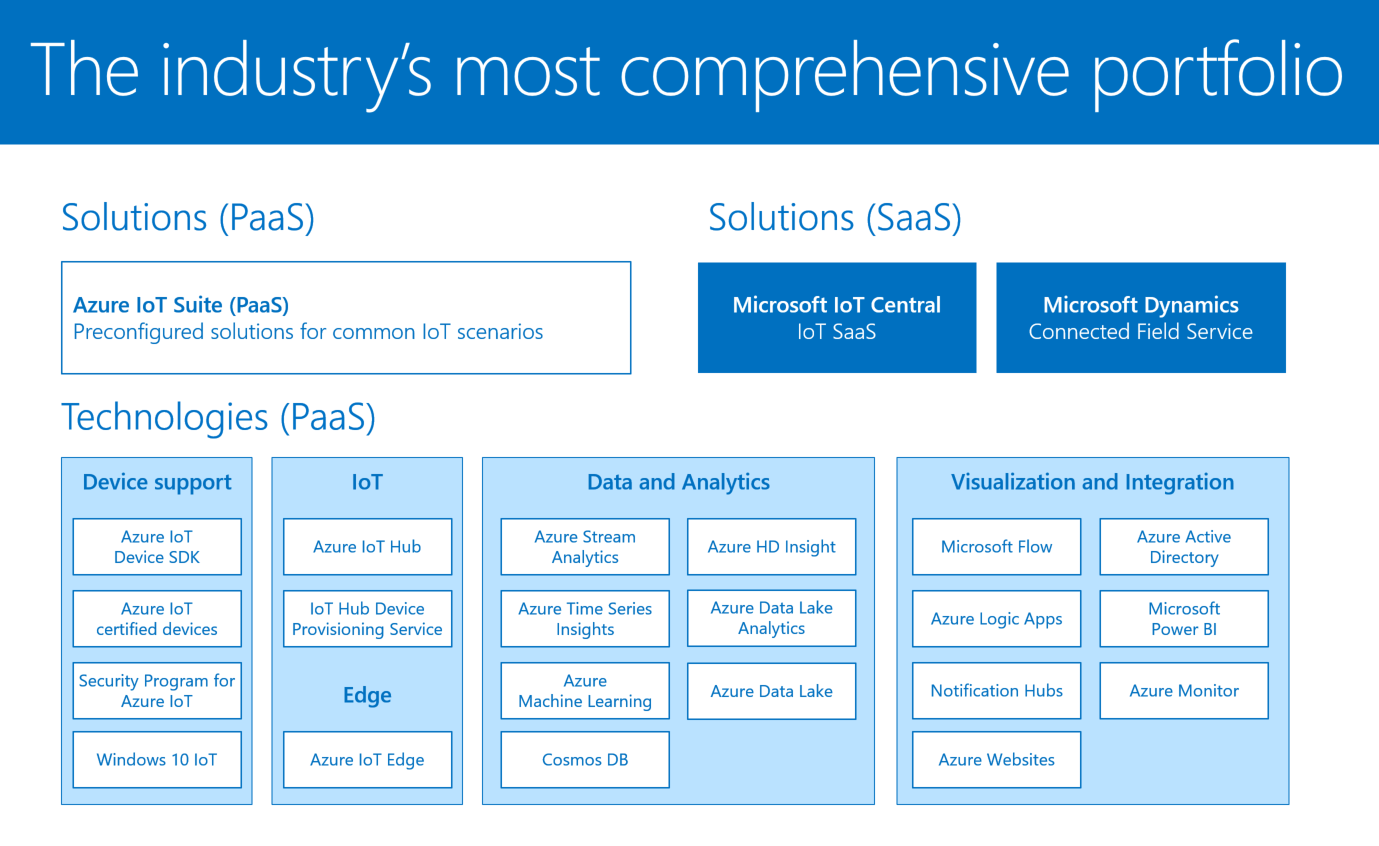 The industry's most comprehensive portfolio
Solutions (PaaS)
Azure IoT Suite (PaaS)
Preconfigured solutions for common IoT scenarios
Solutions (SaaS)
Microsoft IoT Central
IoT SaaS
Microsoft Dynamics
Connected Field Service
Technologies (PaaS)
Device support
Azure IoT
Device SDK
Azure IoT
certified devices
Security Program for
Azure IoT
Windows 10 IoT
IoT
Azure IoT Hub
IoT Hub Device
Provisioning Service
Edge
Azure IoT Edge
Data and Analytics
Azure Stream
Analytics
Azure HD Insight
Azure Time Series
Insights
Azure Data Lake
Analytics
Azure
Machine Learning
Azure Data Lake
Cosmos DB
Visualization and Integration
Microsoft Flow
Azure Active
Directory
Azure Logic Apps
Microsoft
Power BI
Notification Hubs
Azure Monitor
Azure Websites